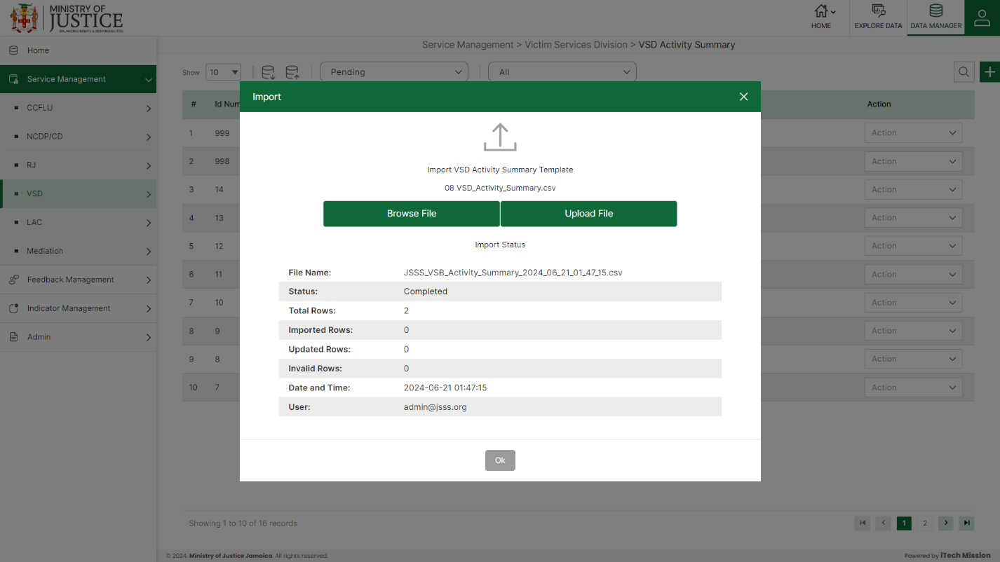 MINISTRY OF
JUSTICE
BALANCING RIGHTS & RESPONSIBILITIES
HOME
EXPLORE DATA
DATA MANAGER
Home
Service Management > Victim Services Division > VSD Activity Summary
Service Management
Show 10 Pending All
CCFLU
NCDP/CD
RJ
VSD
LAC
Mediation
Feedback Management
Indicator Management
Admin
# Id Num Action
1 999 Action
2 998 Action
3 14 Action
4 13 Action
5 12 Action
6 11 Action
7 10 Action
8 9 Action
9 8 Action
10 7 Action
Import
Import VSD Activity Summary Template
08 VSD_Activity_Summary.csv
Browse File Upload File
Import Status
File Name: JSSS_VSB_Activity_Summary_2024_06_21_01_47_15.csv
Status: Completed
Total Rows: 2
Imported Rows: 0
Updated Rows: 0
Invalid Rows: 0
Date and Time: 2024-06-21 01:47:15
User: admin@jsss.org
Ok
Showing 1 to 10 of 16 records
1 2
© 2024. Ministry of Justice Jamaica. All rights reserved.
Powered by iTech Mission